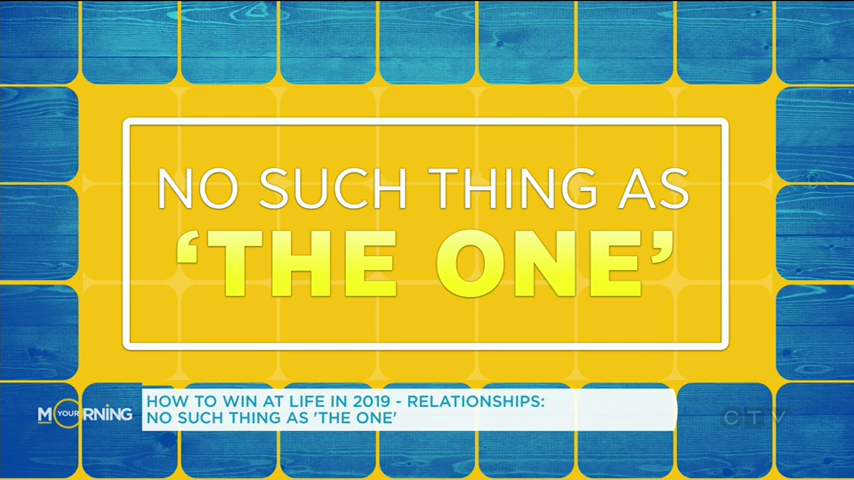 NO SUCH THING AS
'THE ONE'
YOUR MORNING
HOW TO WIN AT LIFE IN 2019 - RELATIONSHIPS:
NO SUCH THING AS 'THE ONE'
CTV